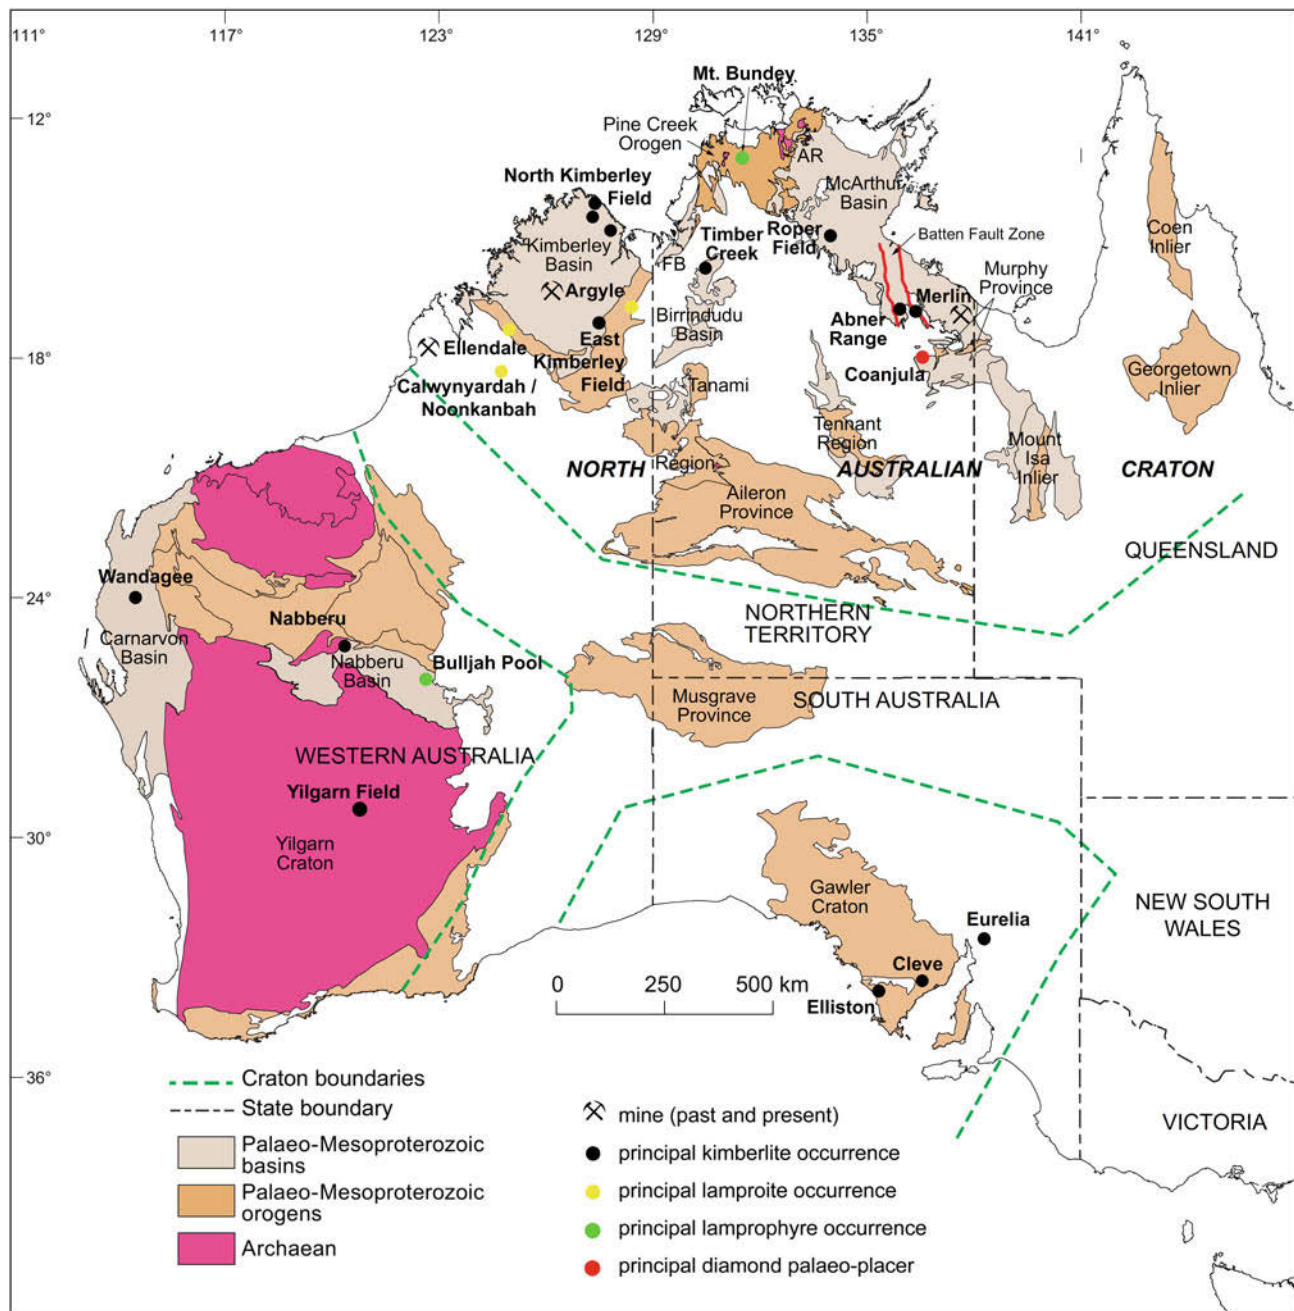 111°
117°
123°
129°
135°
141°
12°
18°
24°
30°
36°
Mt. Bundey
Pine Creek
Orogen
AR
McArthur
Basin
North Kimberley
Field
Kimberley
Basin
Timber
Creek
Roper
Field
Batten Fault Zone
Coen
Inlier
FB
Argyle
Murphy
Province
Merlin
Birrindudu
Basin
Abner
Range
East
Kimberley
Field
Ellendale
Calwynyardah /
Noonkanbah
Coanjula
Georgetown
Inlier
Tanami
Region
Tennant
Region
Mount
Isa
Inlier
NORTH
AUSTRALIAN
CRATON
Aileron
Province
QUEENSLAND
Wandagee
Nabberu
NORTHERN
TERRITORY
Carnarvon
Basin
Nabberu
Basin
Bulljah Pool
Musgrave
Province
SOUTH AUSTRALIA
WESTERN AUSTRALIA
Yilgarn Field
Yilgarn
Craton
Gawler
Craton
Eurelia
NEW SOUTH
WALES
Cleve
Elliston
0
250
500 km
Craton boundaries
State boundary
Palaeo-Mesoproterozoic
basins
Palaeo-Mesoproterozoic
orogens
Archaean
mine (past and present)
principal kimberlite occurrence
principal lamproite occurrence
principal lamprophyre occurrence
principal diamond palaeo-placer
VICTORIA